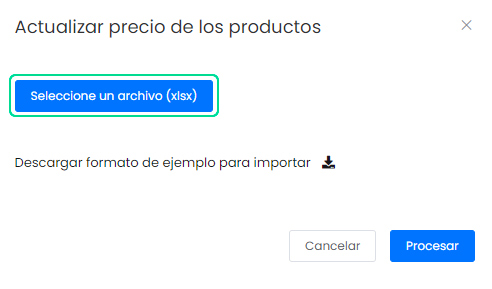 Actualizar precio de los productos
Seleccione un archivo (xlsx)
Descargar formato de ejemplo para importar
Cancelar
Procesar